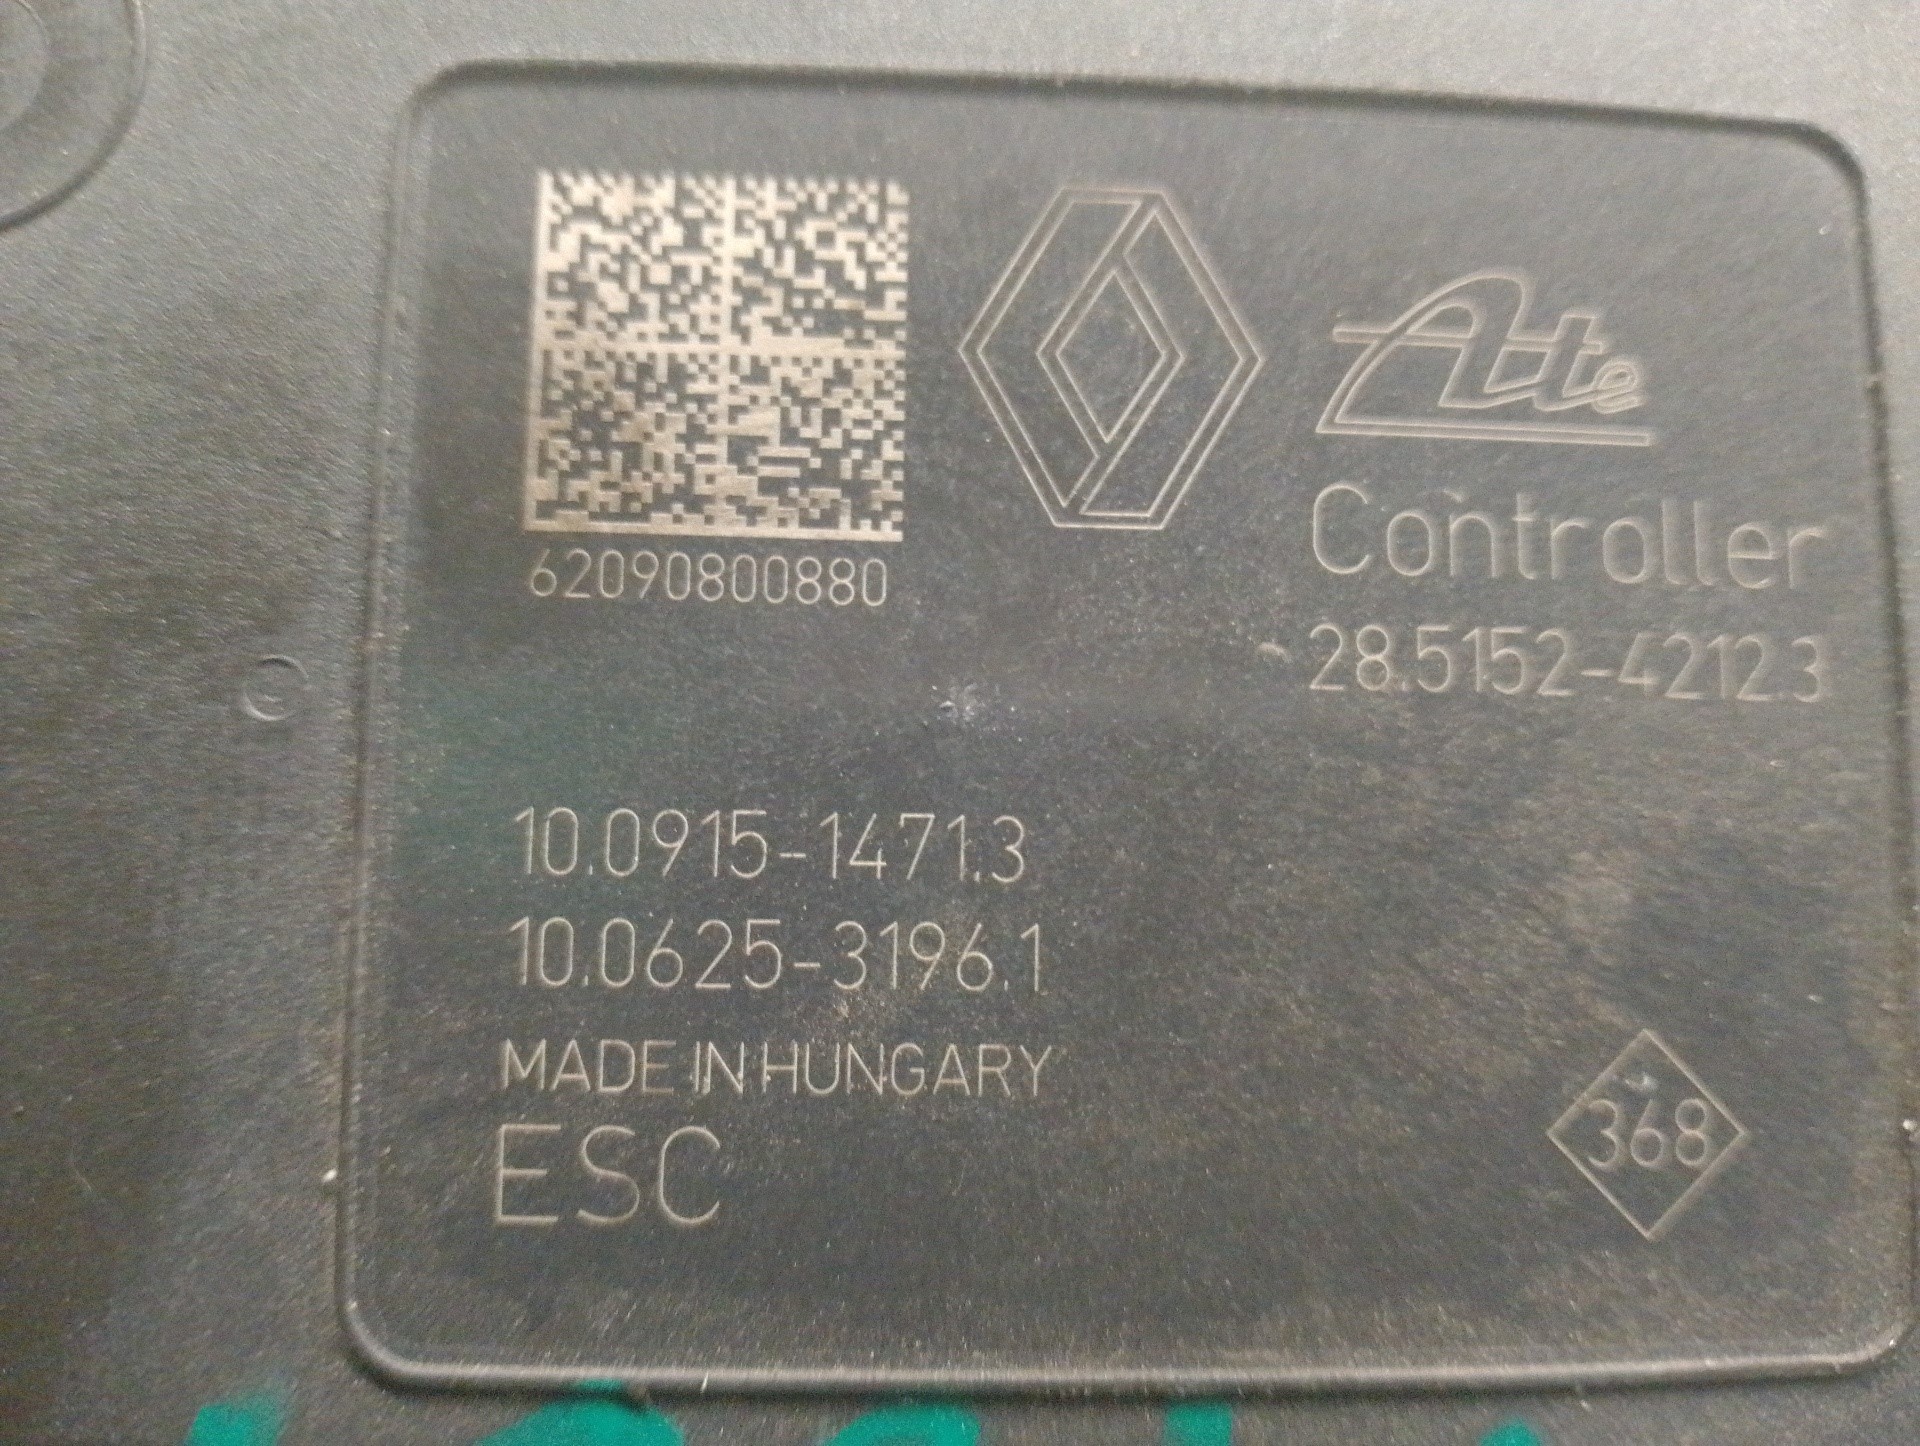 62090800880
Ate
Controller
28.5152-4212.3
10.0915-1471.3
10.0625-3196.1
MADE IN HUNGARY
ESC
368